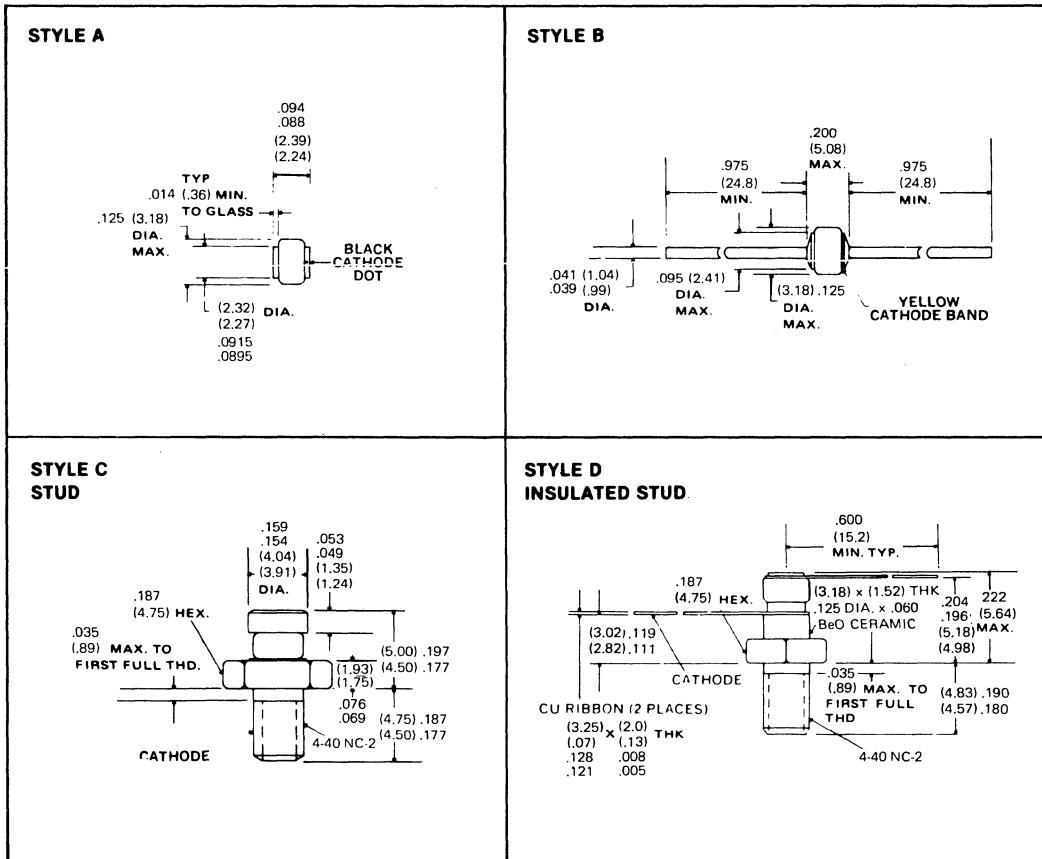 STYLE A
.094
.088
(2.39)
(2.24)
TYP
.014 (.36) MIN.
TO GLASS
.125 (3.18)
DIA.
MAX.
BLACK
CATHODE
DOT
(2.32) DIA.
(2.27)
.0915
.0895
STYLE B
.200
(5.08)
MAX.
.975
(24.8)
MIN.
.975
(24.8)
MIN.
.041 (1.04)
.039 (.99)
DIA.
.095 (2.41)
DIA.
MAX.
(3.18) .125
DIA.
MAX.
YELLOW
CATHODE BAND
STYLE C
STUD
.159
.154
(4.04)
(3.91)
DIA.
.053
.049
(1.35)
(1.24)
.187
(4.75) HEX.
.035
(.89) MAX. TO
FIRST FULL THD.
(5.00) .197
(4.50) .177
(1.93)
(1.75)
.076
.069
(4.75) .187
(4.50) .177
4-40 NC-2
CATHODE
STYLE D
INSULATED STUD
.600
(15.2)
MIN. TYP.
.187
(4.75) HEX.
(3.18) x (1.52) THK
.125 DIA. x .060
BeO CERAMIC
.204
.196
(5.18)
(4.98)
.222
(5.64)
MAX.
(3.02) .119
(2.82) .111
CATHODE
.035
(.89) MAX. TO
FIRST FULL
THD
(4.83) .190
(4.57) .180
CU RIBBON (2 PLACES)
(3.25) x (2.0) THK
(.07) (.13)
.128 .008
.121 .005
4-40 NC-2